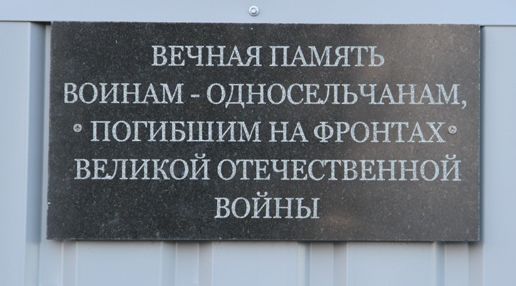 ВЕЧНАЯ ПАМЯТЬ
ВОИНАМ - ОДНОСЕЛЬЧАНАМ,
ПОГИБШИМ НА ФРОНТАХ
ВЕЛИКОЙ ОТЕЧЕСТВЕННОЙ
ВОЙНЫ